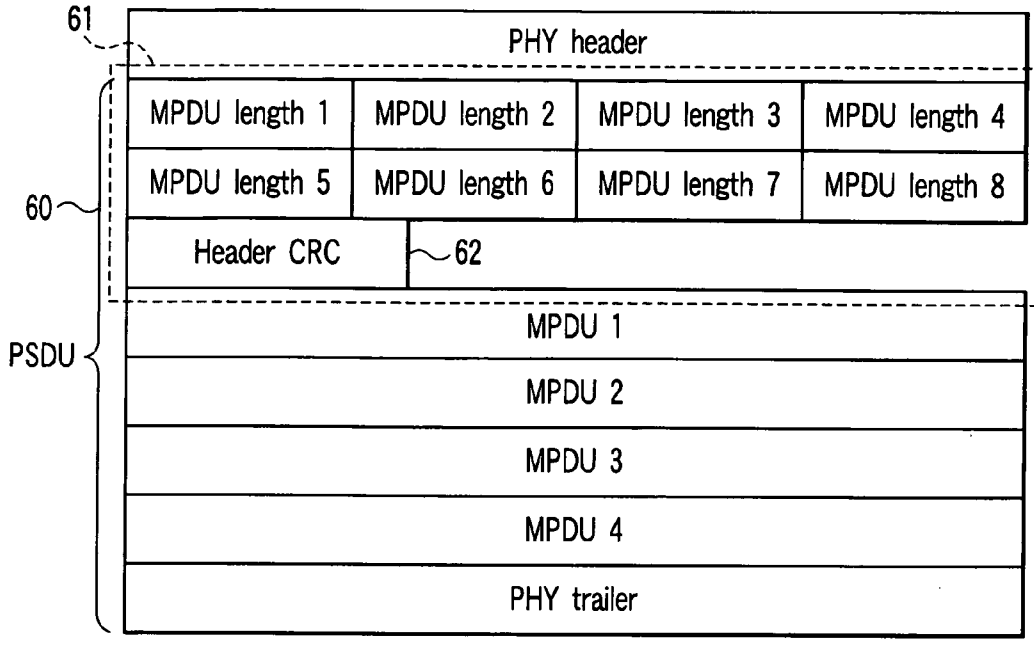 61
PHY header
MPDU length 1 MPDU length 2 MPDU length 3 MPDU length 4
MPDU length 5 MPDU length 6 MPDU length 7 MPDU length 8
60
Header CRC 62
MPDU 1
PSDU
MPDU 2
MPDU 3
MPDU 4
PHY trailer